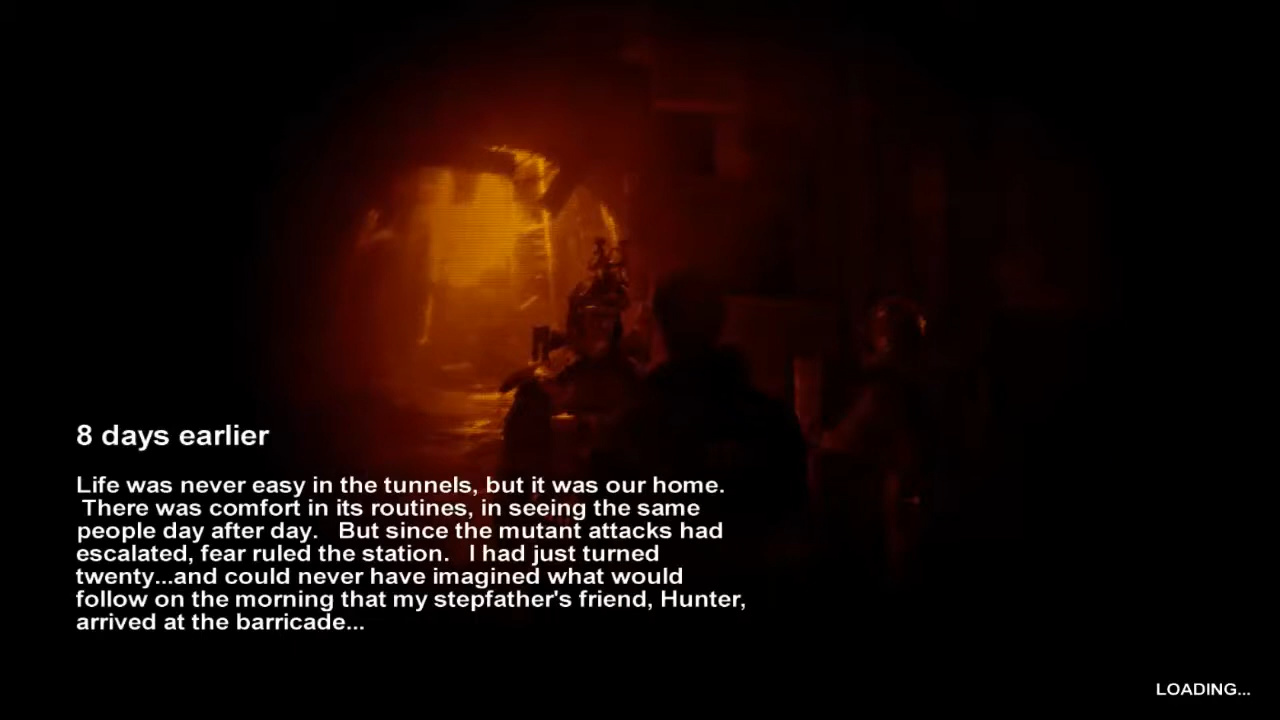 8 days earlier
Life was never easy in the tunnels, but it was our home.
There was comfort in its routines, in seeing the same
people day after day.   But since the mutant attacks had
escalated, fear ruled the station.   I had just turned
twenty...and could never have imagined what would
follow on the morning that my stepfather's friend, Hunter,
arrived at the barricade...
LOADING...